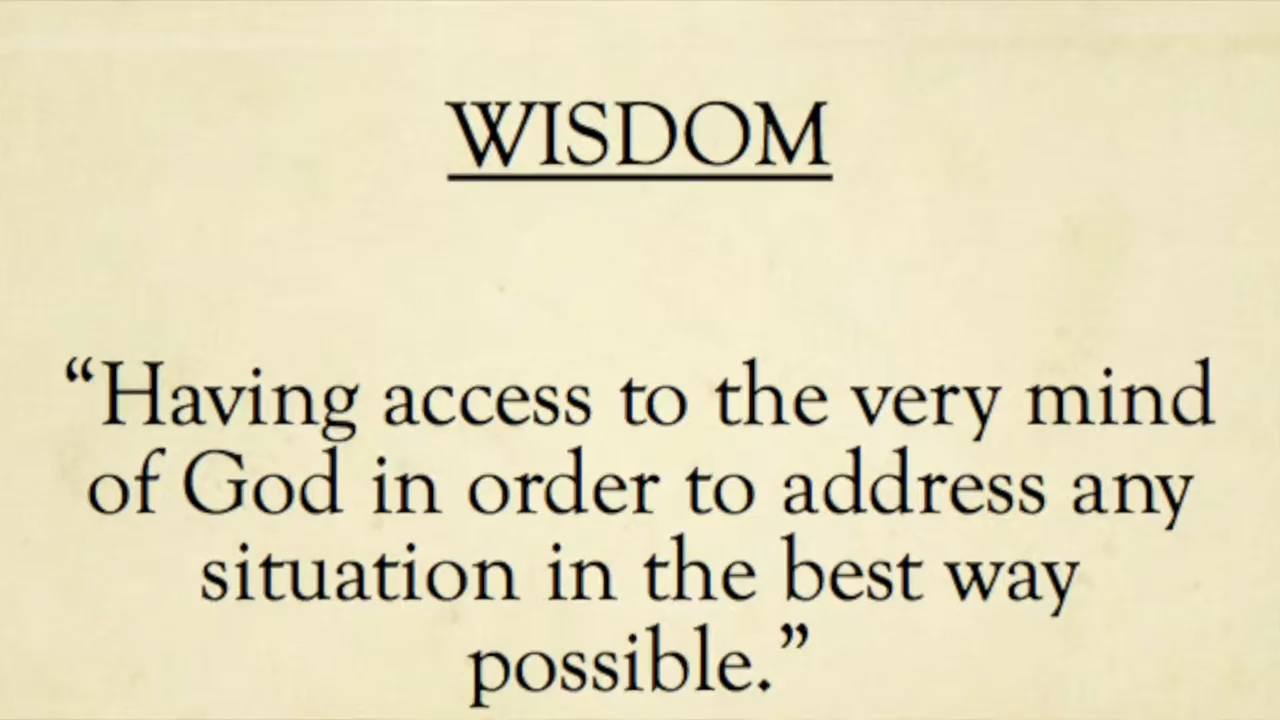 WISDOM
“Having access to the very mind
of God in order to address any
situation in the best way
possible.”